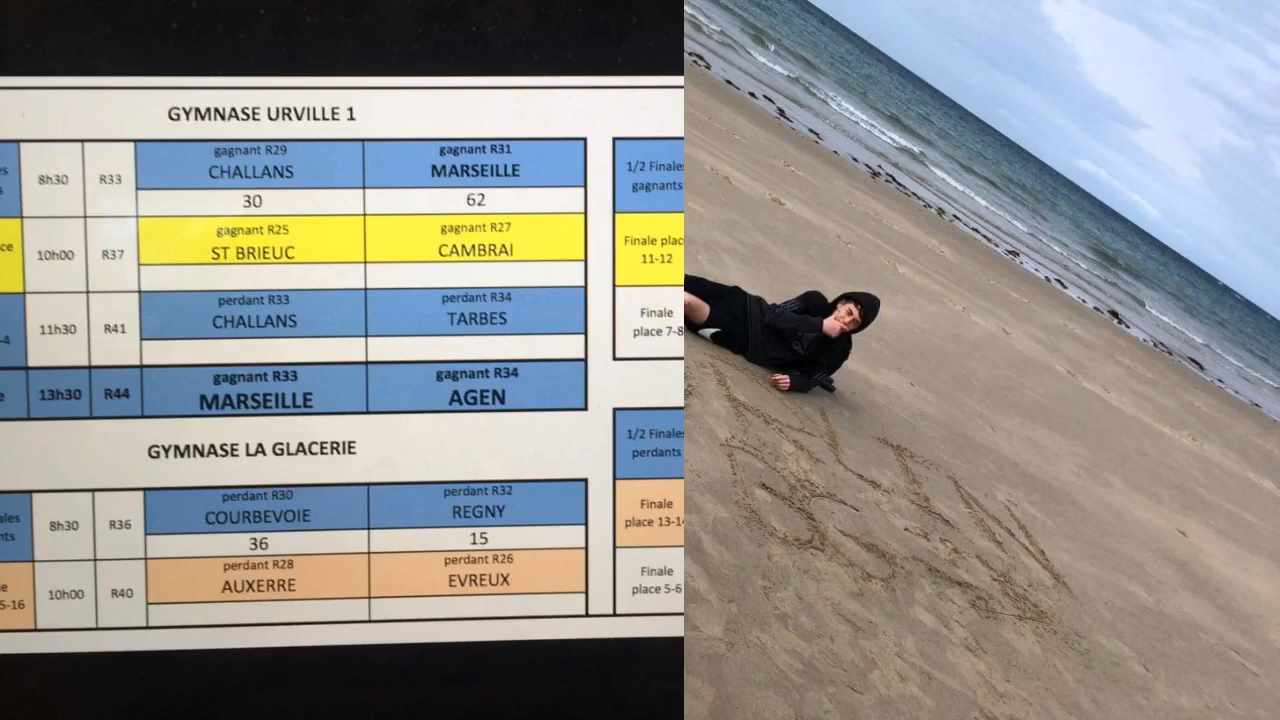 GYMNASE URVILLE 1
8h30 R33 gagnant R29 CHALLANS gagnant R31 MARSEILLE
30 62
1/2 Finales gagnants
10h00 R37 gagnant R25 ST BRIEUC gagnant R27 CAMBRAI
Finale place 11-12
11h30 R41 perdant R33 CHALLANS perdant R34 TARBES
Finale place 7-8
13h30 R44 gagnant R33 MARSEILLE gagnant R34 AGEN
GYMNASE LA GLACERIE
1/2 Finales perdants
8h30 R36 perdant R30 COURBEVOIE perdant R32 REGNY
36 15
Finale place 13-14
10h00 R40 perdant R28 AUXERRE perdant R26 EVREUX
Finale place 5-6